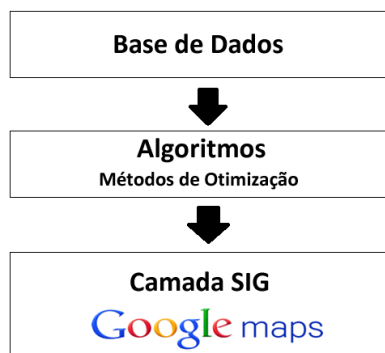 Base de Dados
Algoritmos
Métodos de Otimização
Camada SIG
Google maps